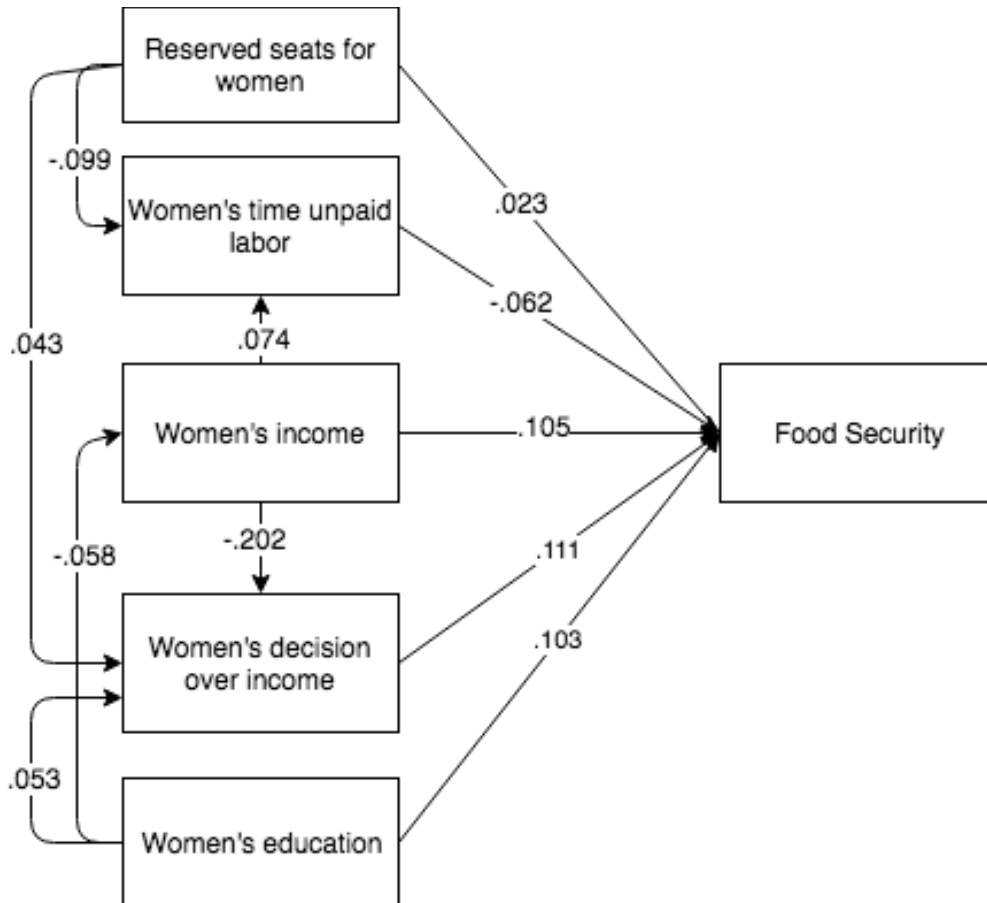 Reserved seats for
women
-.099
Women's time unpaid
labor
.023
-.062
.043
.074
Women's income
.105
Food Security
-.058
-.202
.111
Women's decision
over income
.103
.053
Women's education